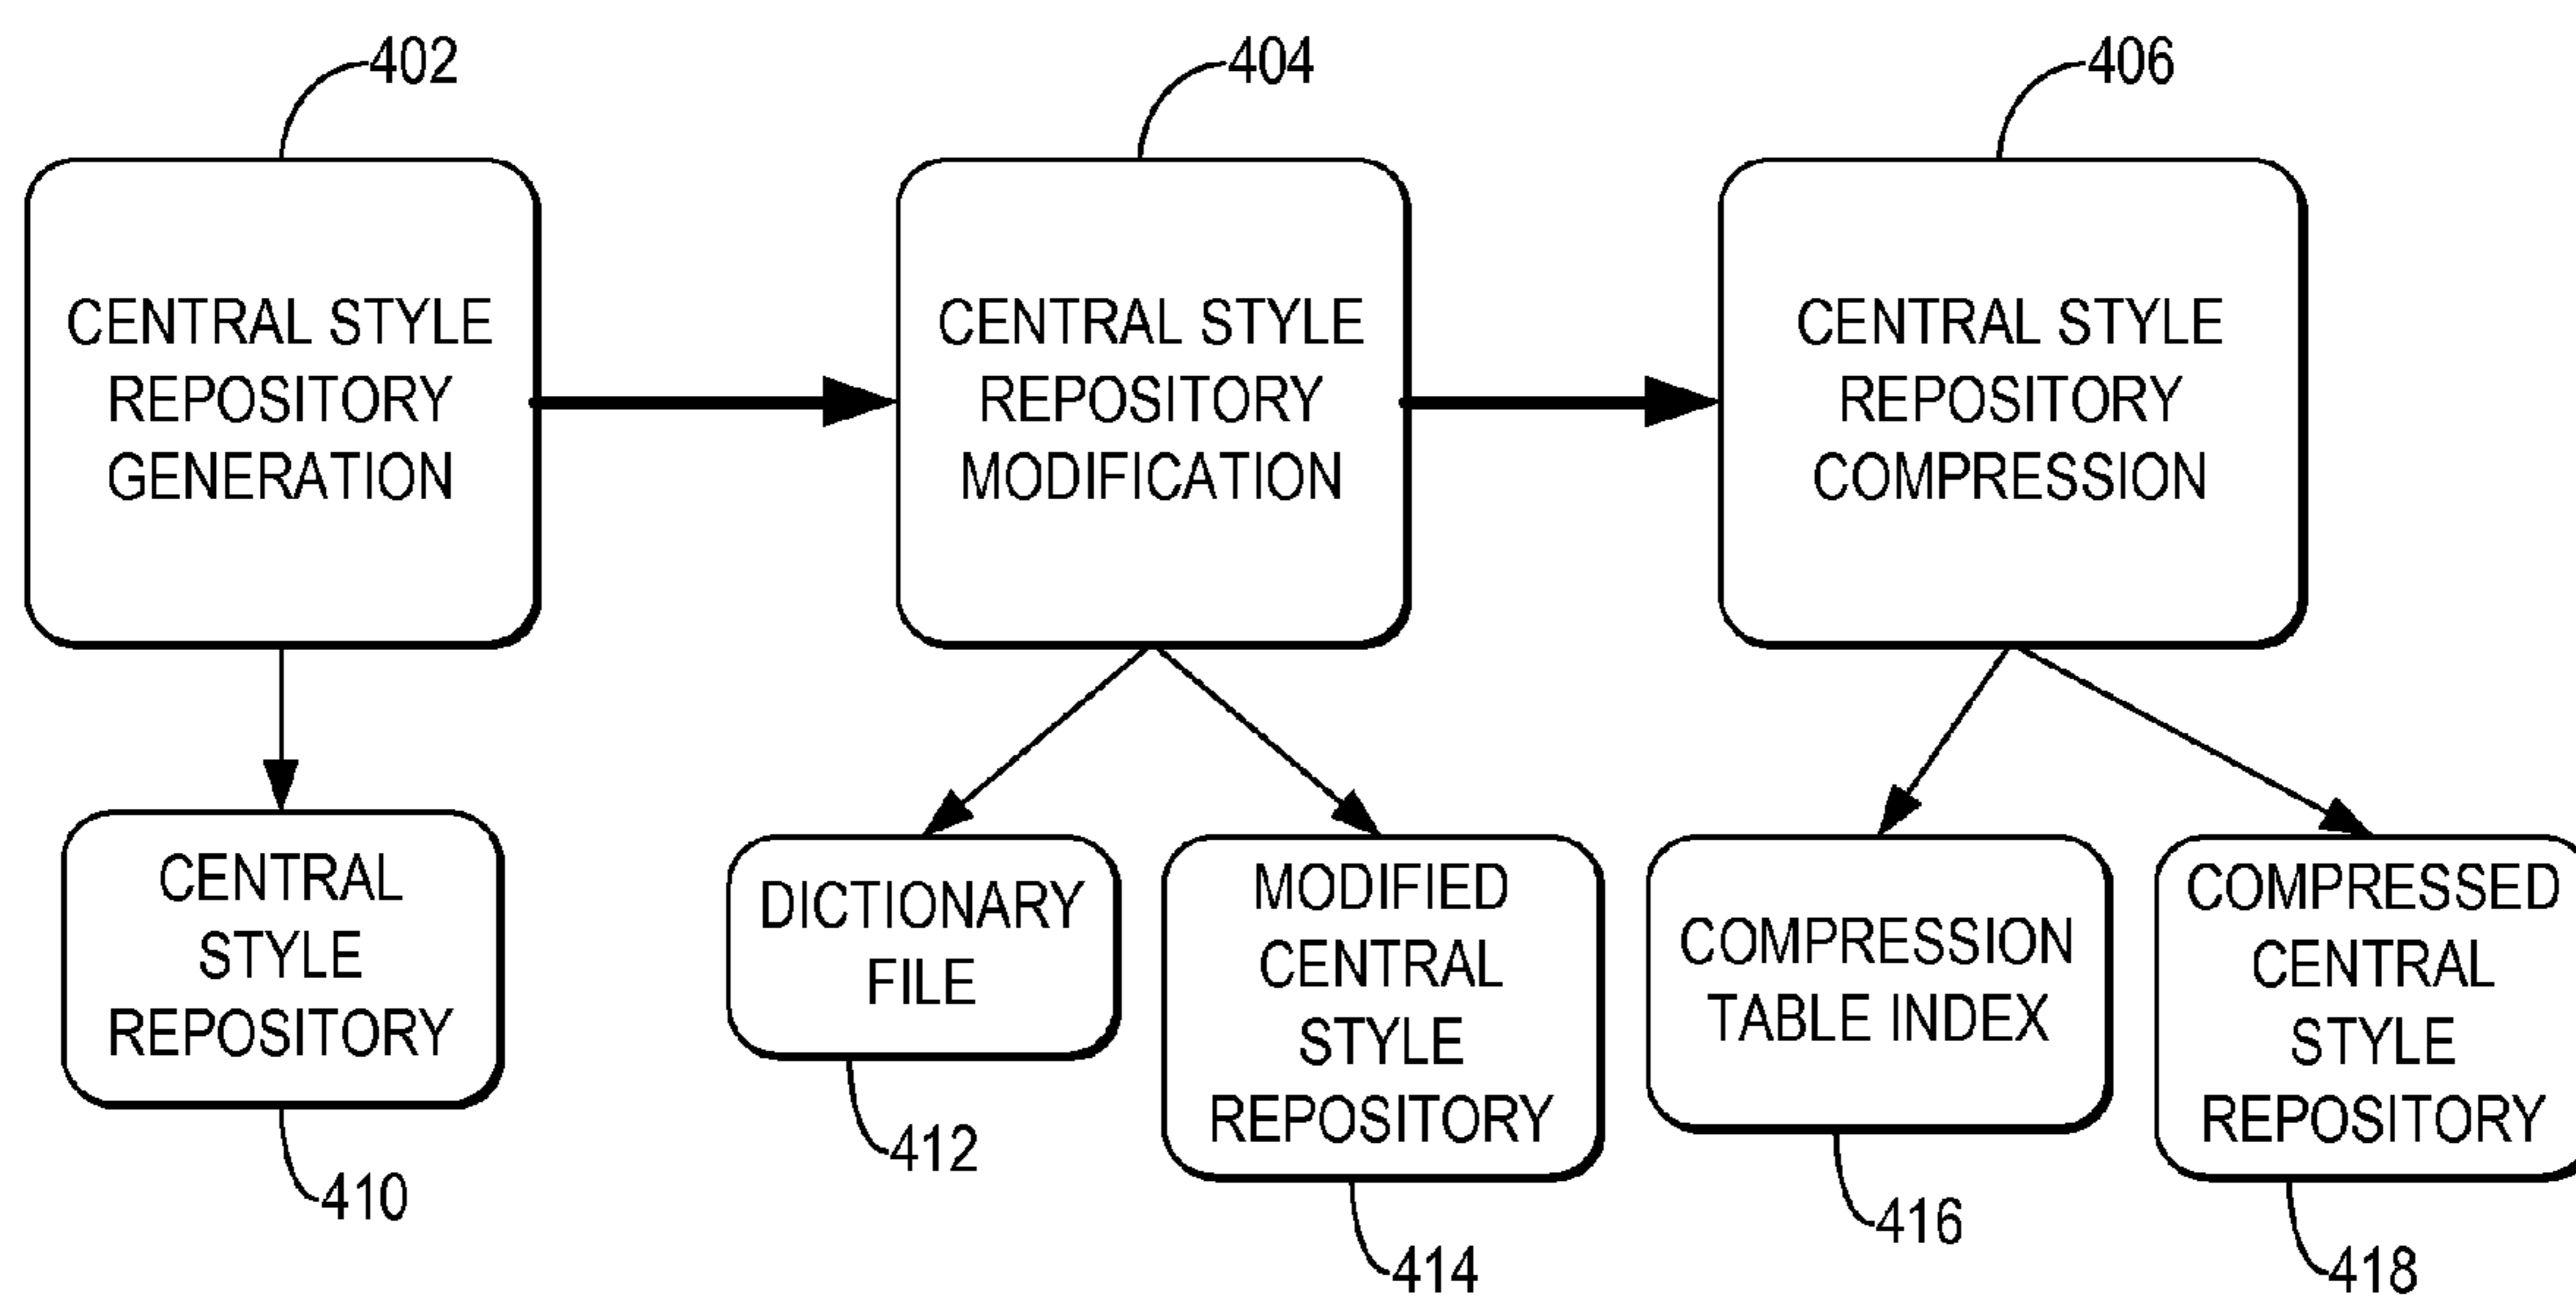 402
404
406
CENTRAL STYLE
REPOSITORY
GENERATION
CENTRAL STYLE
REPOSITORY
MODIFICATION
CENTRAL STYLE
REPOSITORY
COMPRESSION
CENTRAL
STYLE
REPOSITORY
410
DICTIONARY
FILE
412
MODIFIED
CENTRAL
STYLE
REPOSITORY
414
COMPRESSION
TABLE INDEX
416
COMPRESSED
CENTRAL
STYLE
REPOSITORY
418